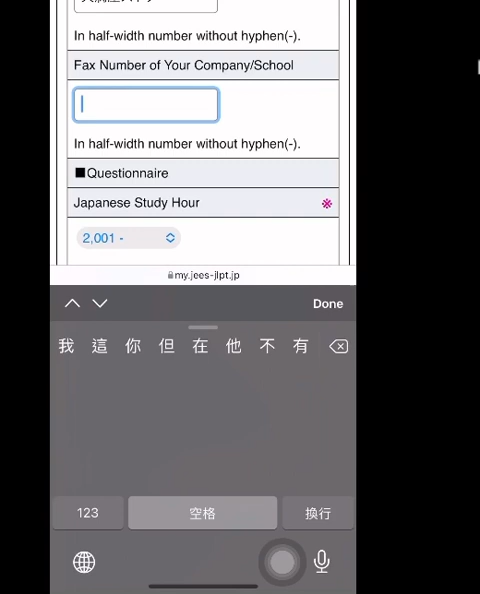 In half-width number without hyphen(-).
Fax Number of Your Company/School
In half-width number without hyphen(-).
■Questionnaire
Japanese Study Hour ※
2,001 -
my.jees-jlpt.jp
Done
我 這 你 但 在 他 不 有
123 空格 換行